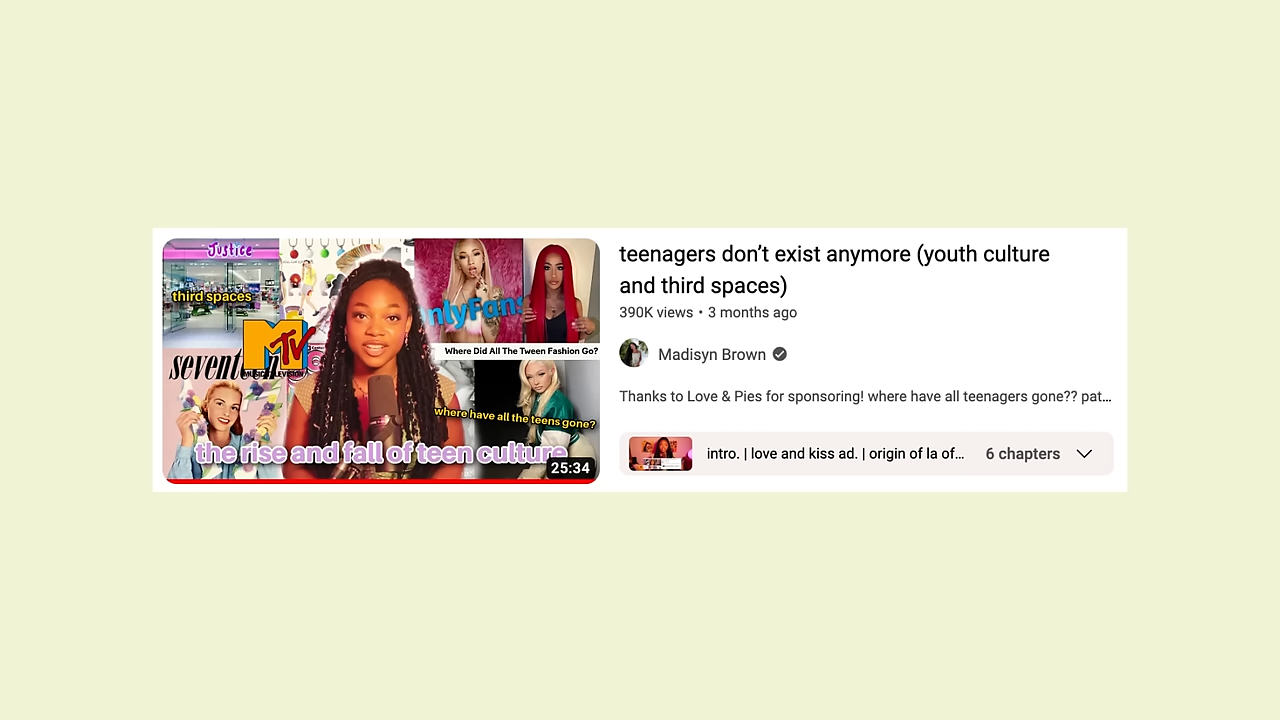 Justice
third spaces
seventeen
MTV
MUSIC TELEVISION
nlyFans
Where Did All The Tween Fashion Go?
where have all the teens gone?
the rise and fall of teen culture
25:34
teenagers don’t exist anymore (youth culture
and third spaces)
390K views • 3 months ago
Madisyn Brown
Thanks to Love & Pies for sponsoring! where have all teenagers gone?? pat...
intro. | love and kiss ad. | origin of la of...
6 chapters